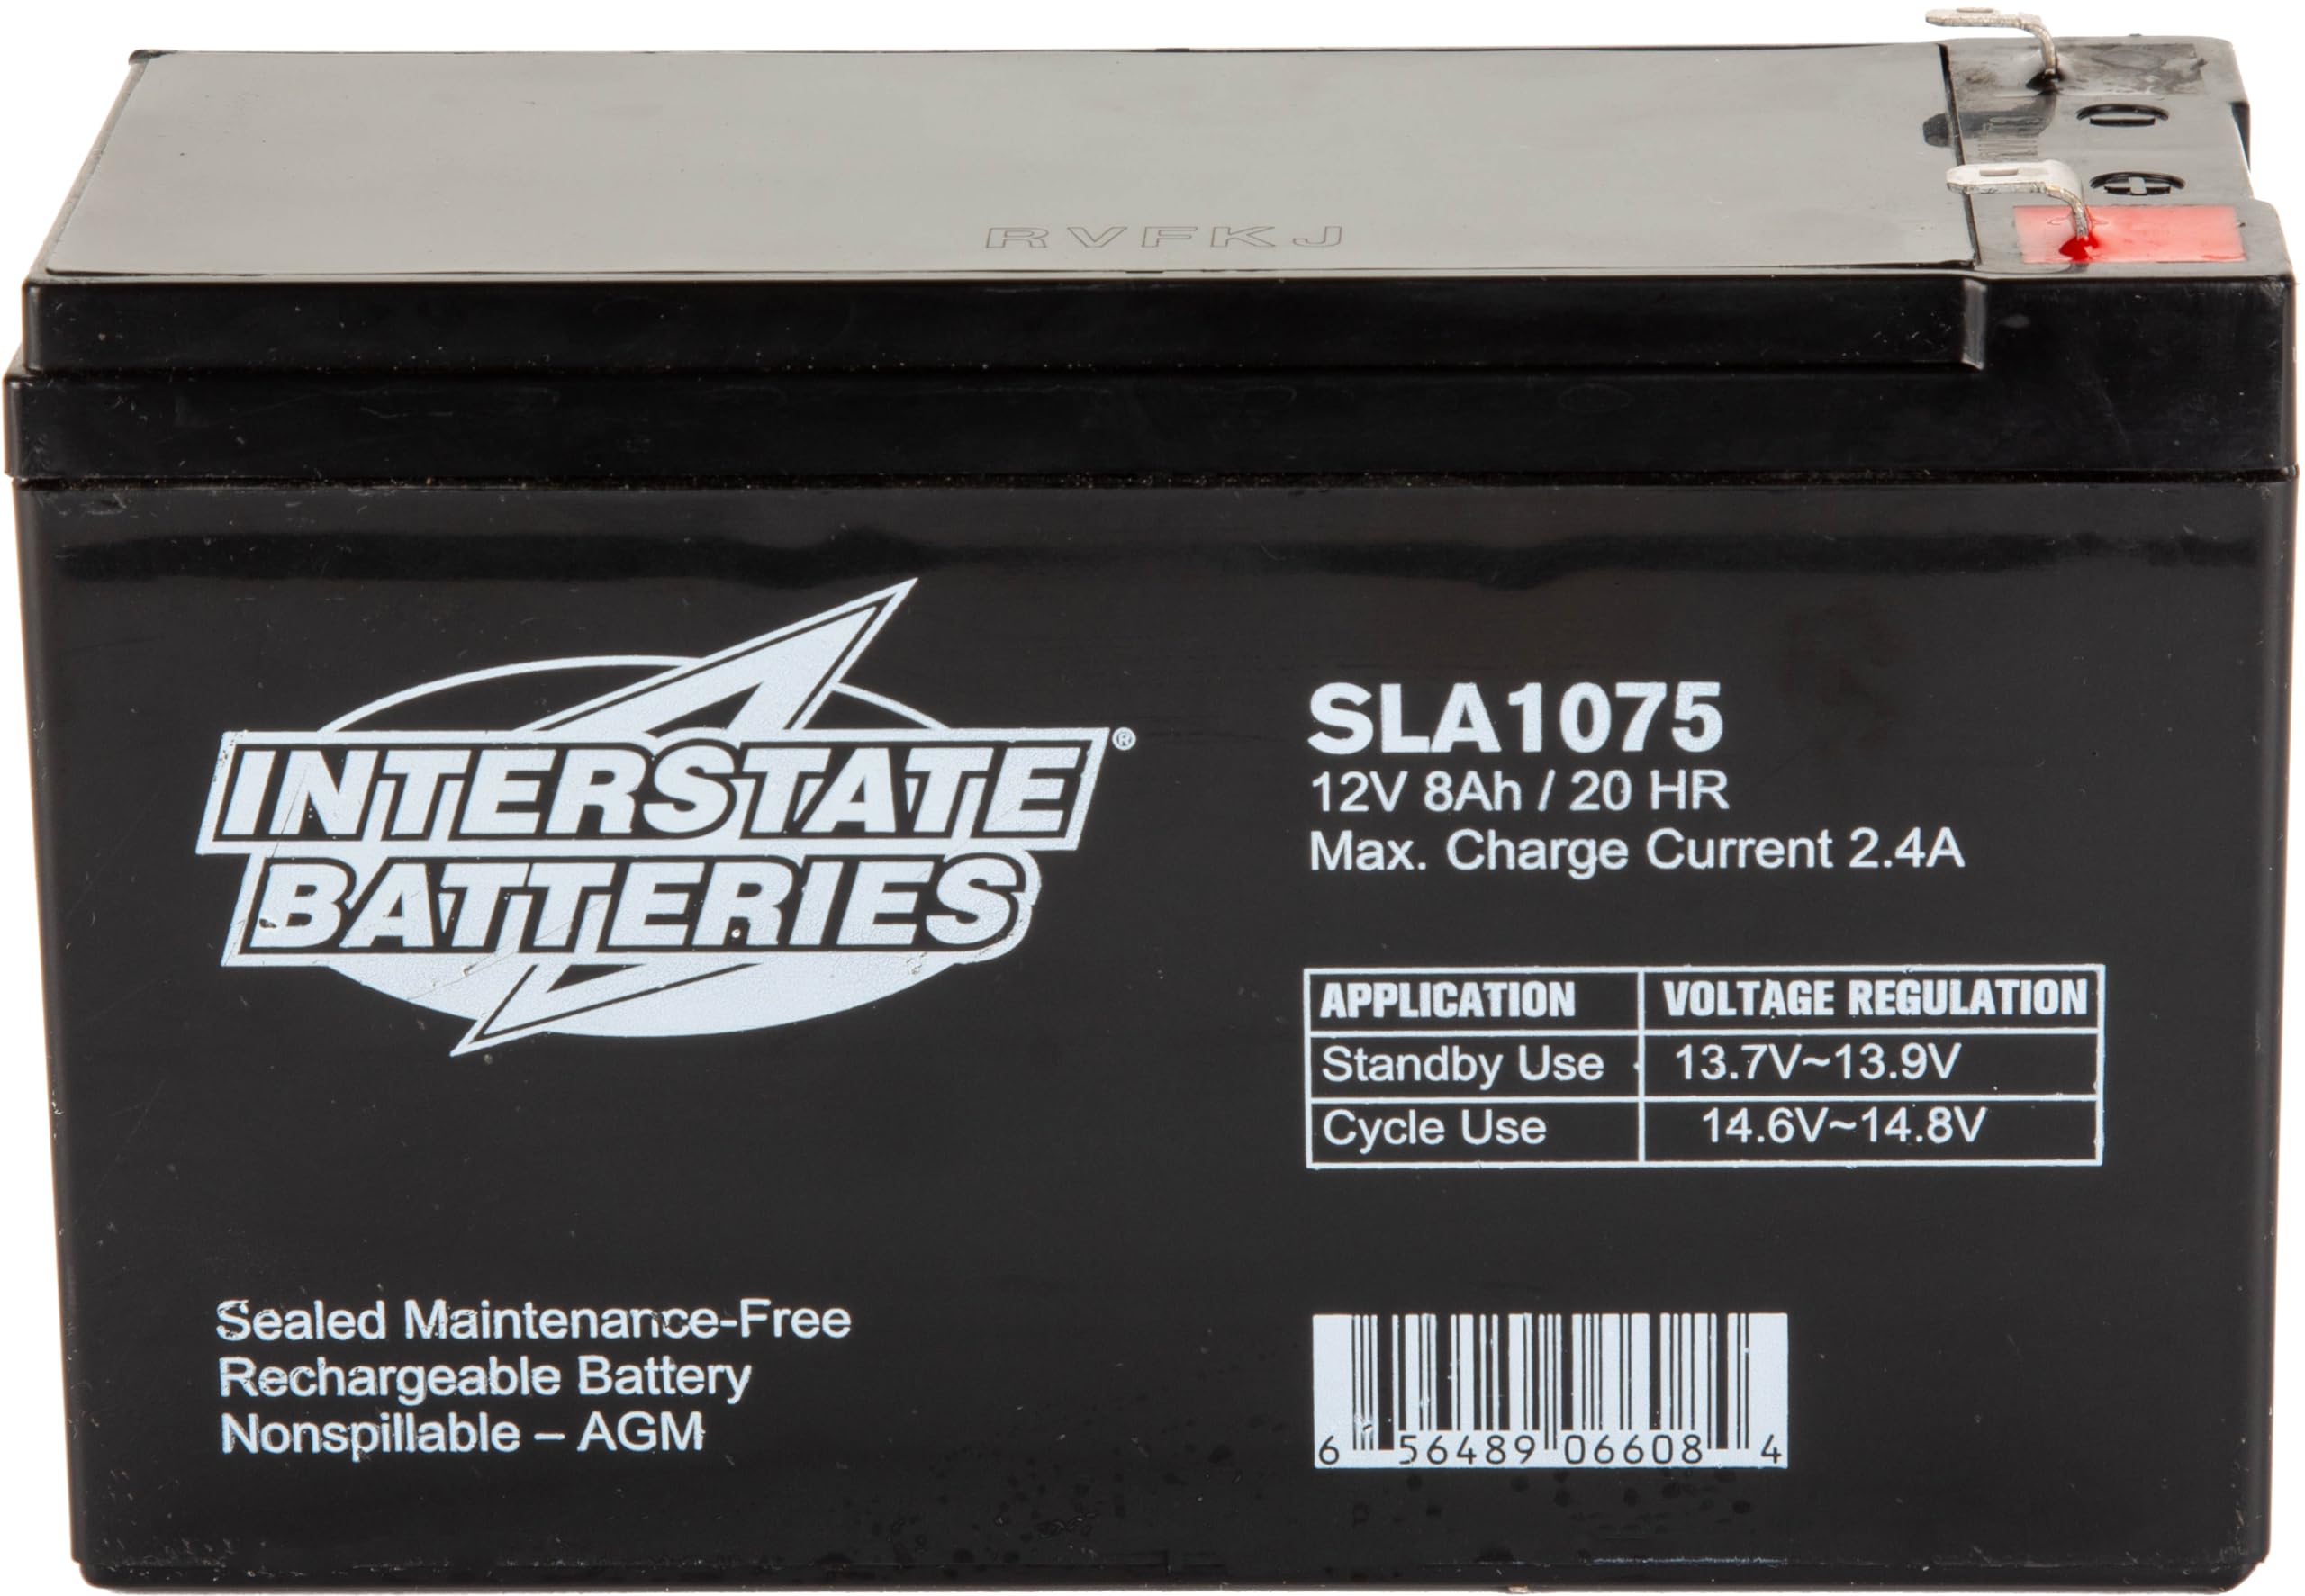 RVFKJ
INTERSTATE®
BATTERIES
SLA1075
12V 8Ah / 20 HR
Max. Charge Current 2.4A
APPLICATION VOLTAGE REGULATION
Standby Use 13.7V~13.9V
Cycle Use 14.6V~14.8V
Sealed Maintenance-Free
Rechargeable Battery
Nonspillable – AGM
6 56489 06608 4